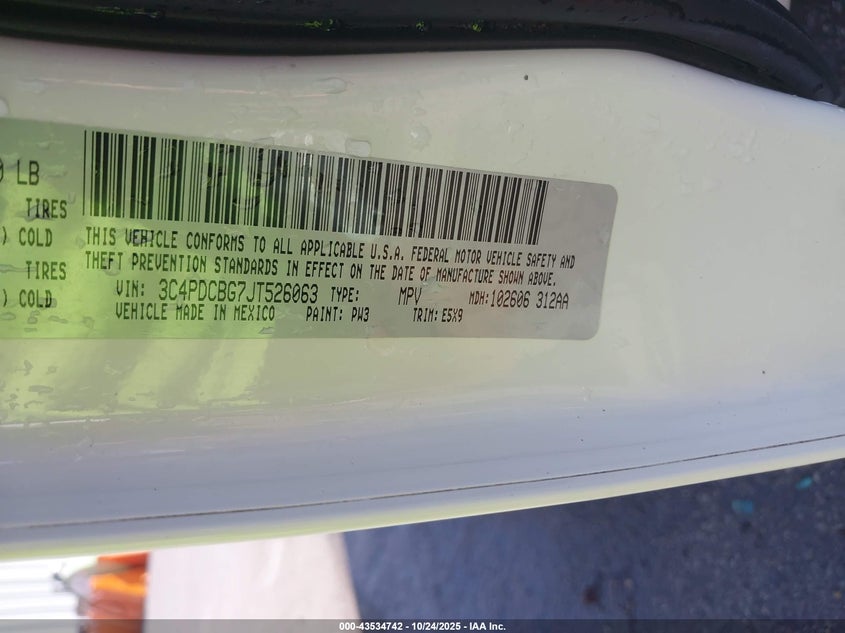 LB
TIRES
) COLD
TIRES
) COLD
THIS VEHICLE CONFORMS TO ALL APPLICABLE U.S.A. FEDERAL MOTOR VEHICLE SAFETY AND
THEFT PREVENTION STANDARDS IN EFFECT ON THE DATE OF MANUFACTURE SHOWN ABOVE.
VIN: 3C4PDCBG7JT526063 TYPE: MPV MDH: 102606 312AA
VEHICLE MADE IN MEXICO PAINT: PW3 TRIM: E5X9
000-43534742 - 10/24/2025 - IAA Inc.